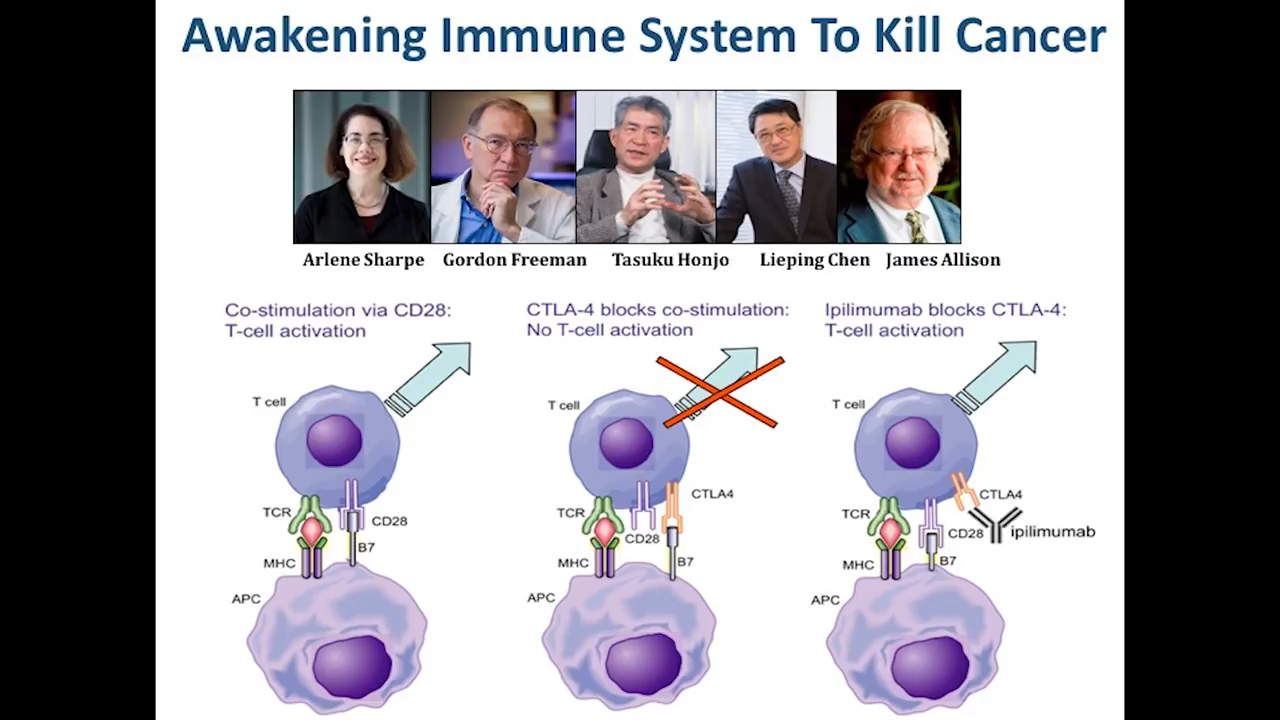 Awakening Immune System To Kill Cancer
Arlene Sharpe
Gordon Freeman
Tasuku Honjo
Lieping Chen
James Allison
Co-stimulation via CD28:
T-cell activation
T cell
TCR
CD28
B7
MHC
APC
CTLA-4 blocks co-stimulation:
No T-cell activation
T cell
CTLA4
TCR
CD28
MHC
B7
APC
Ipilimumab blocks CTLA-4:
T-cell activation
T cell
CTLA4
TCR
CD28
ipilimumab
MHC
B7
APC